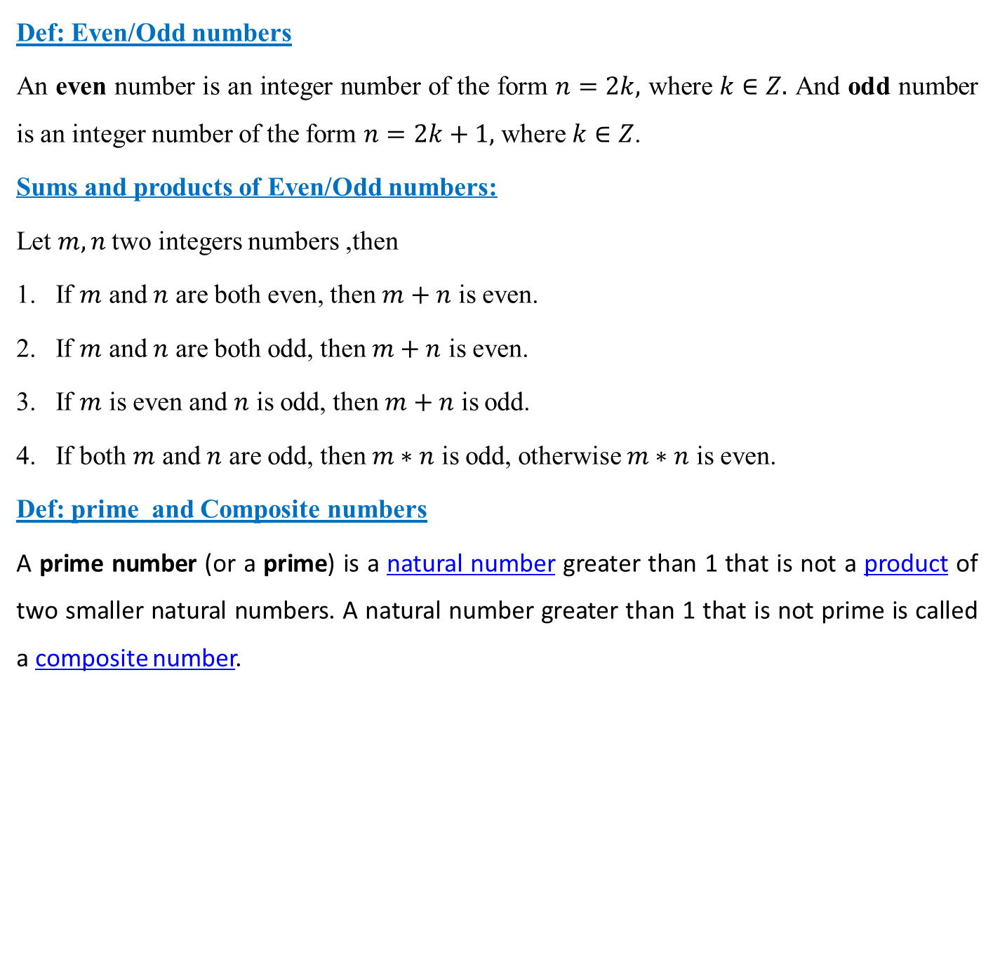 Def: Even/Odd numbers
An even number is an integer number of the form 𝑛 = 2𝑘, where 𝑘 ∈ 𝑍. And odd number
is an integer number of the form 𝑛 = 2𝑘 + 1, where 𝑘 ∈ 𝑍.
Sums and products of Even/Odd numbers:
Let 𝑚, 𝑛 two integers numbers ,then
1. If 𝑚 and 𝑛 are both even, then 𝑚 + 𝑛 is even.
2. If 𝑚 and 𝑛 are both odd, then 𝑚 + 𝑛 is even.
3. If 𝑚 is even and 𝑛 is odd, then 𝑚 + 𝑛 is odd.
4. If both 𝑚 and 𝑛 are odd, then 𝑚 ∗ 𝑛 is odd, otherwise 𝑚 ∗ 𝑛 is even.
Def: prime and Composite numbers
A prime number (or a prime) is a natural number greater than 1 that is not a product of
two smaller natural numbers. A natural number greater than 1 that is not prime is called
a composite number.